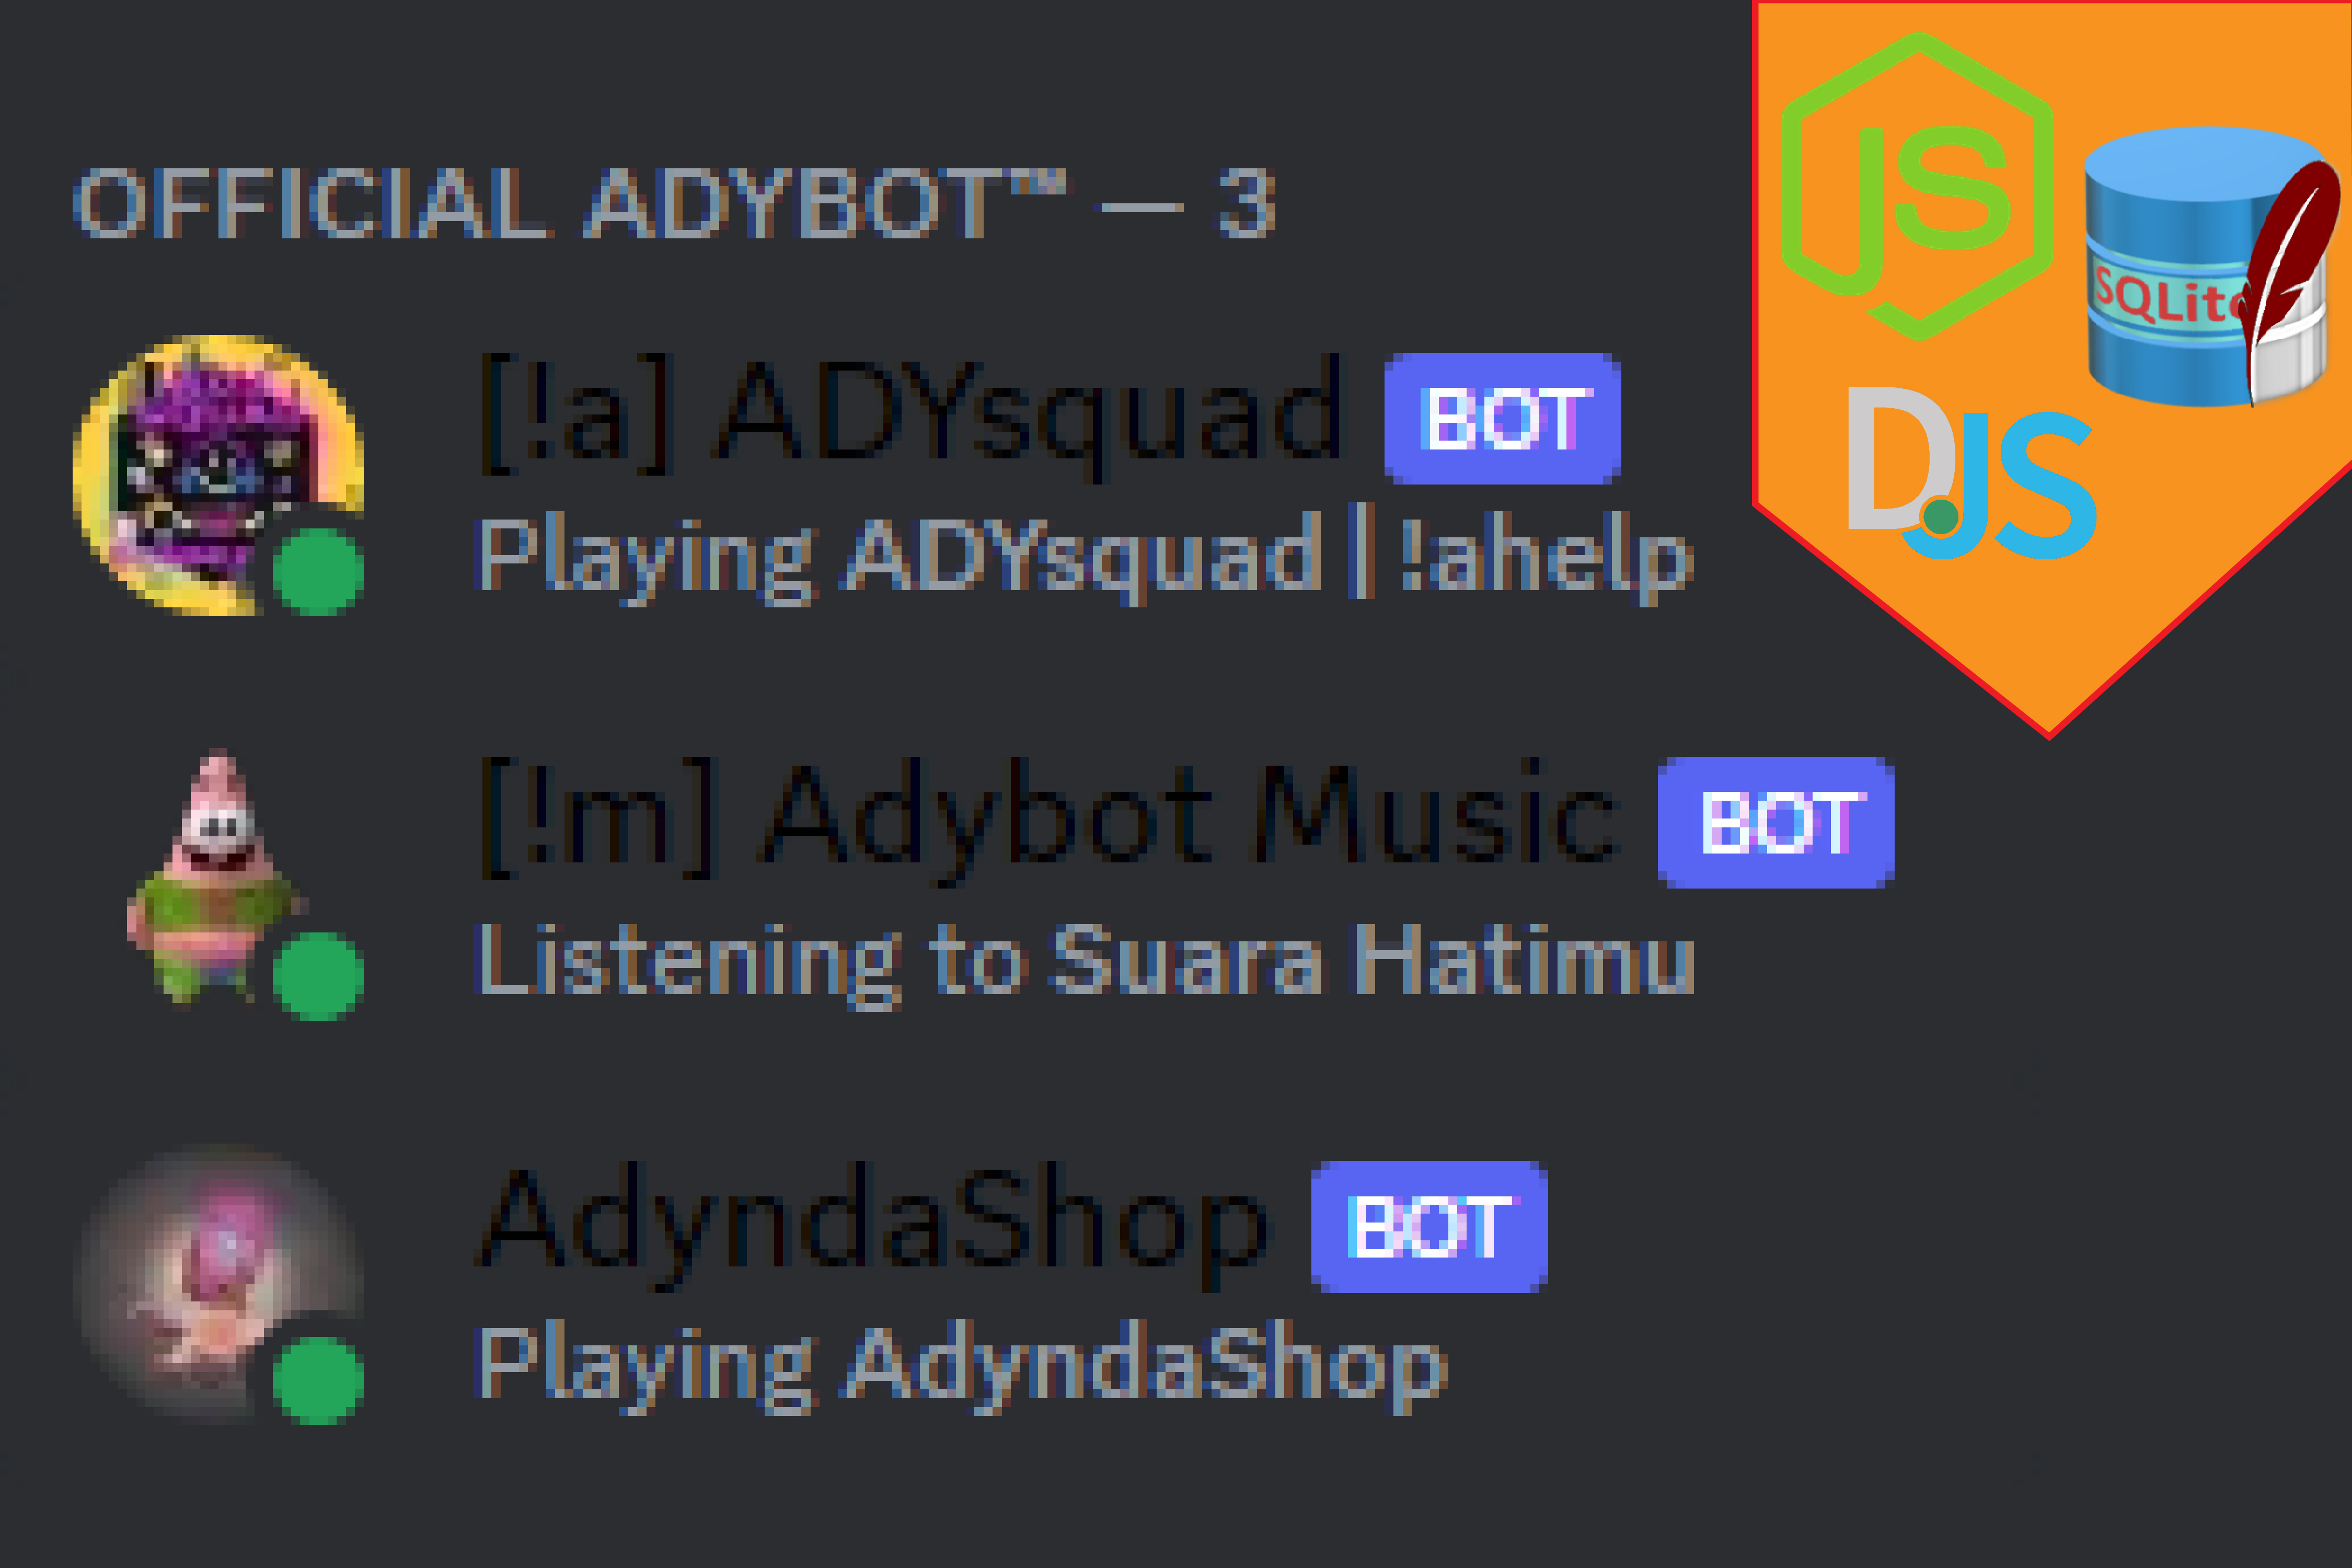 OFFICIAL ADYBOT™ — 3
[!a] ADYsquad BOT
Playing ADYsquad | !ahelp
[!m] Adybot Music BOT
Listening to Suara Hatimu
AdyndaShop BOT
Playing AdyndaShop
JS
SQLite
DJS